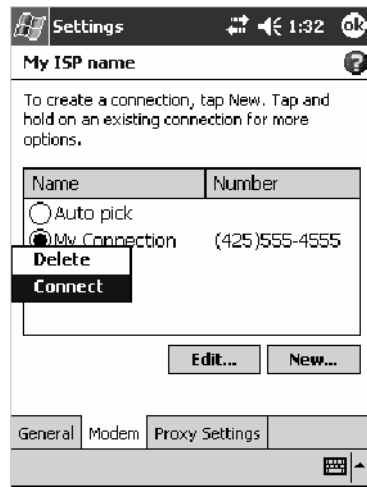 Settings 1:32 ok
My ISP name ?
To create a connection, tap New. Tap and
hold on an existing connection for more
options.
Name Number
Auto pick
My Connection (425)555-4555
Delete
Connect
Edit... New...
General Modem Proxy Settings